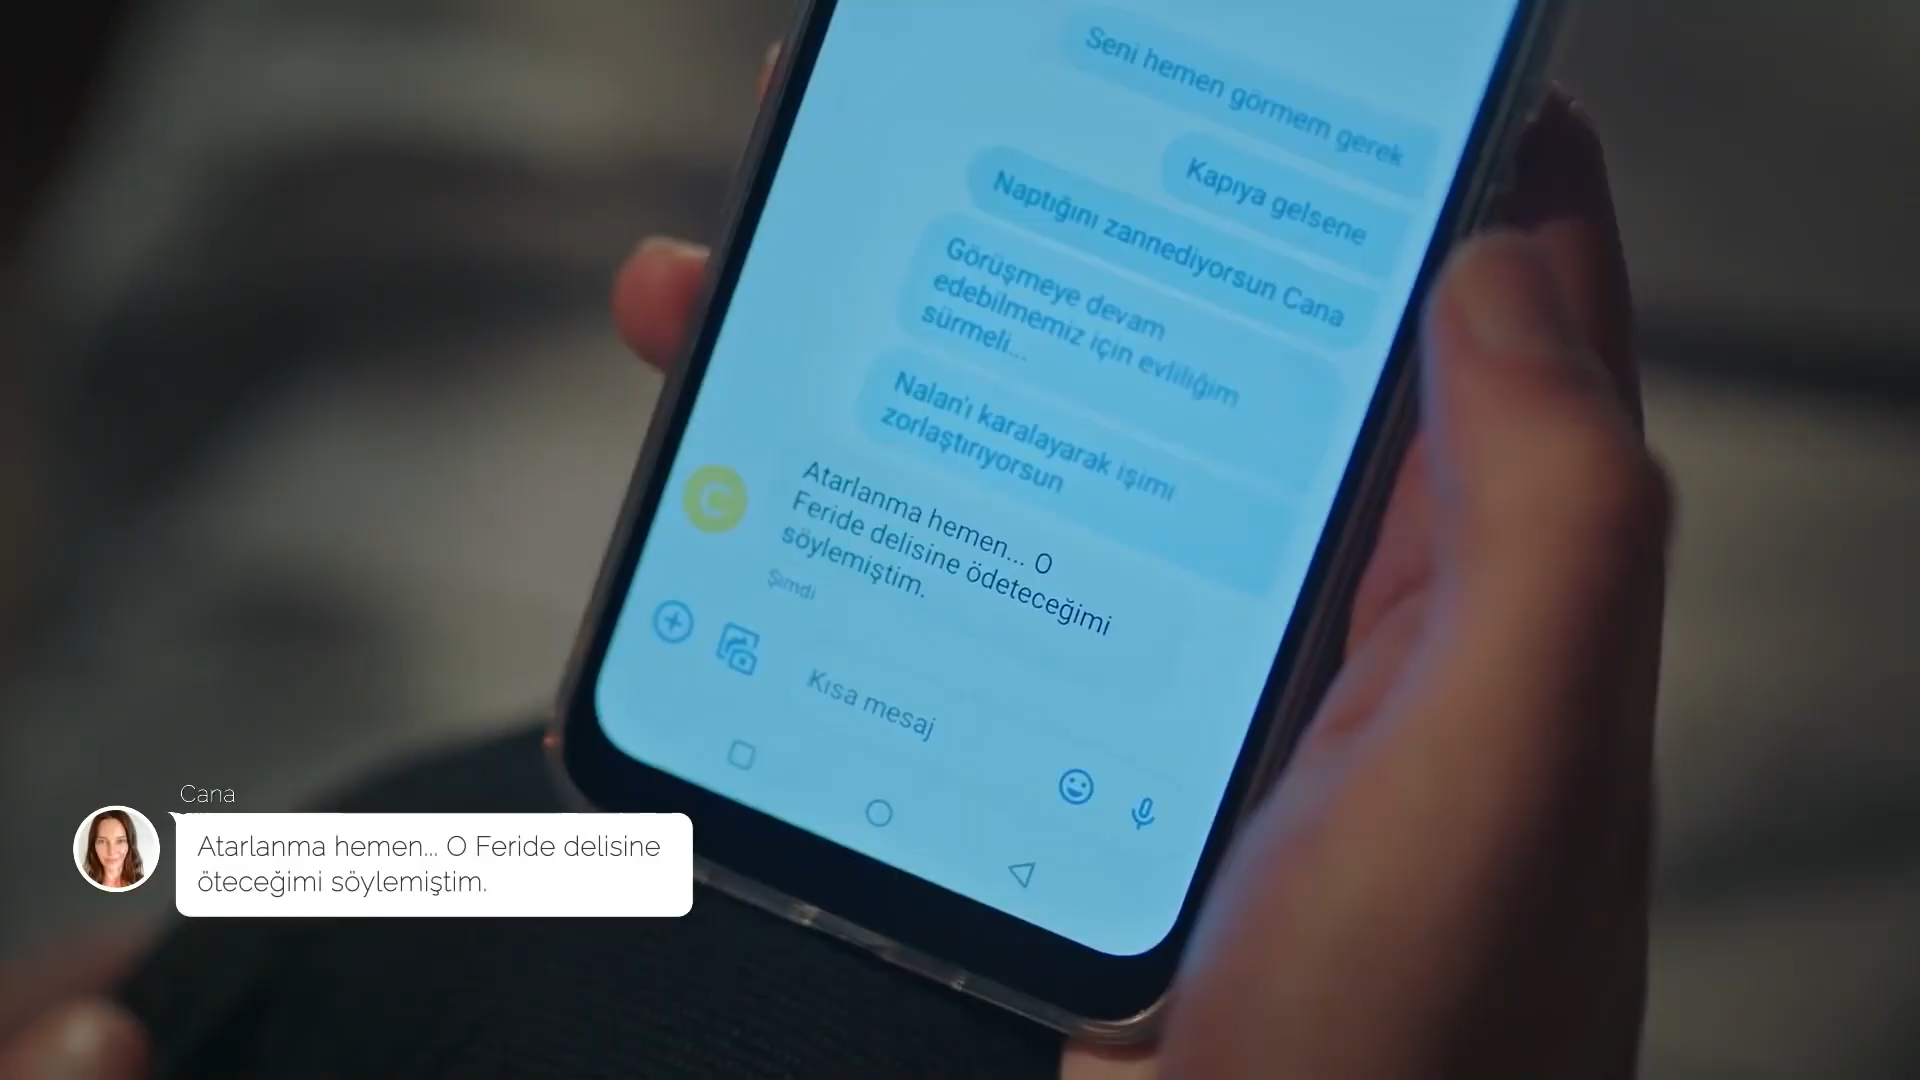 Seni hemen görmem gerek
Kapıya gelsene
Naptığını zannediyorsun Cana
Görüşmeye devam
edebilmemiz için evliliğim
sürmeli...
Nalan'ı karalayarak işimi
zorlaştırıyorsun
C
Atarlanma hemen... O
Feride delisine ödeteceğimi
söylemiştim.
Şimdi
Kısa mesaj
Cana
Atarlanma hemen... O Feride delisine
öteceğimi söylemiştim.